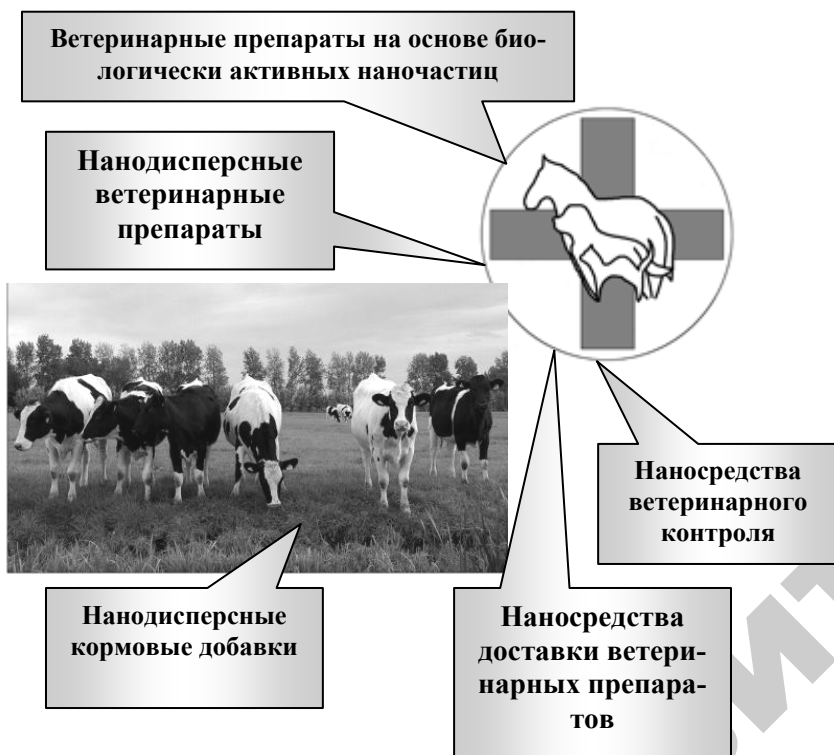 Ветеринарные препараты на основе био-
логически активных наночастиц
Нанодисперсные
ветеринарные
препараты
Наносредства
ветеринарного
контроля
Нанодисперсные
кормовые добавки
Наносредства
доставки ветери-
нарных препара-
тов